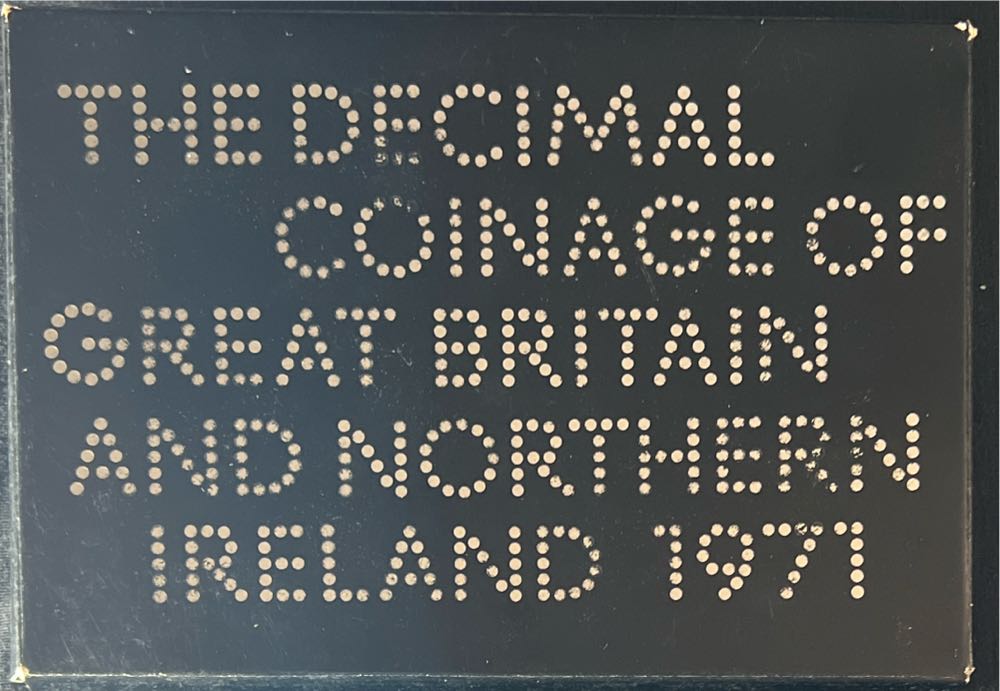 THE DECIMAL
COINAGE OF
GREAT BRITAIN
AND NORTHERN
IRELAND 1971